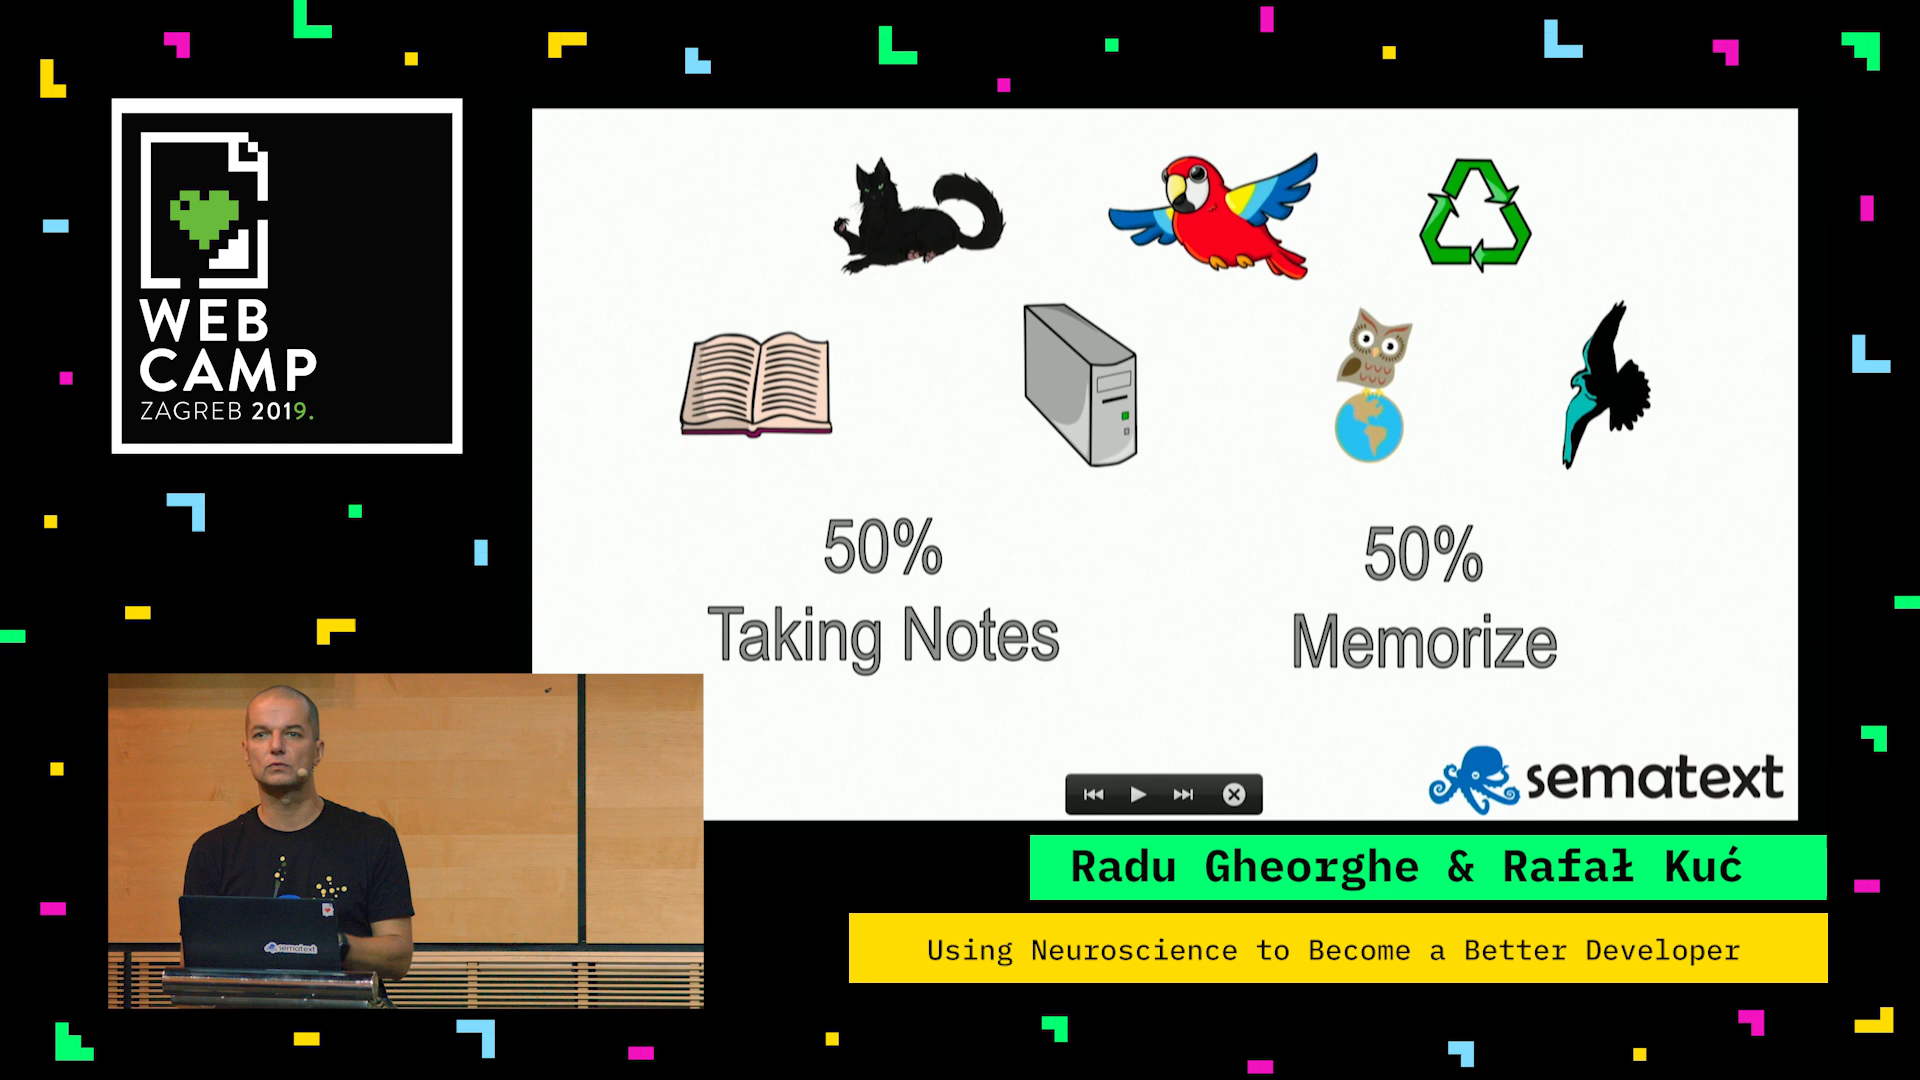 WEB
CAMP
ZAGREB 2019.
50%
Taking Notes
50%
Memorize
sematext
sematext
Radu Gheorghe & Rafał Kuć
Using Neuroscience to Become a Better Developer